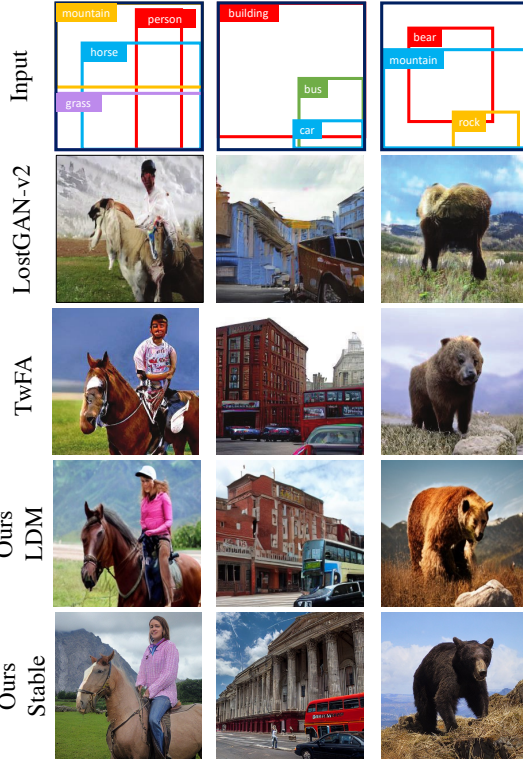 Input
mountain
person
horse
grass
building
bus
car
bear
mountain
rock
LostGAN-v2
TwFA
Ours
LDM
Ours
Stable